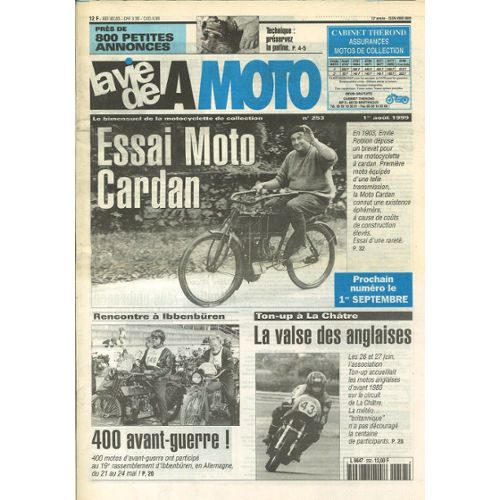 12 F
PRÈS DE
800 PETITES
ANNONCES
Technique :
préservez
la patine. P. 4-5
CABINET THEROND
ASSURANCES
MOTOS DE COLLECTION
la vie
de LA MOTO
Le bimensuel de la motocyclette de collection
n° 253
1er août 1999
Essai Moto
Cardan
En 1903, Emile
Robion dépose
un brevet pour
une motocyclette
à cardan. Première
moto équipée
d'une telle
transmission,
la Moto Cardan
connut une existence
éphémère,
à cause de coûts
de construction
élevés.
Essai d'une rareté.
P. 32
Prochain
numéro le
1er SEPTEMBRE
Rencontre à Ibbenbüren
400 avant-guerre !
400 motos d'avant-guerre ont participé
au 19e rassemblement d'Ibbenbüren, en Allemagne,
du 21 au 24 mai ! P. 20
Ton-up à La Châtre
La valse des anglaises
Les 26 et 27 juin,
l'association
Ton-up accueillait
les motos anglaises
d'avant 1985
sur le circuit
de La Châtre.
La météo
"britannique"
n'a pas découragé
la centaine
de participants. P. 28
43